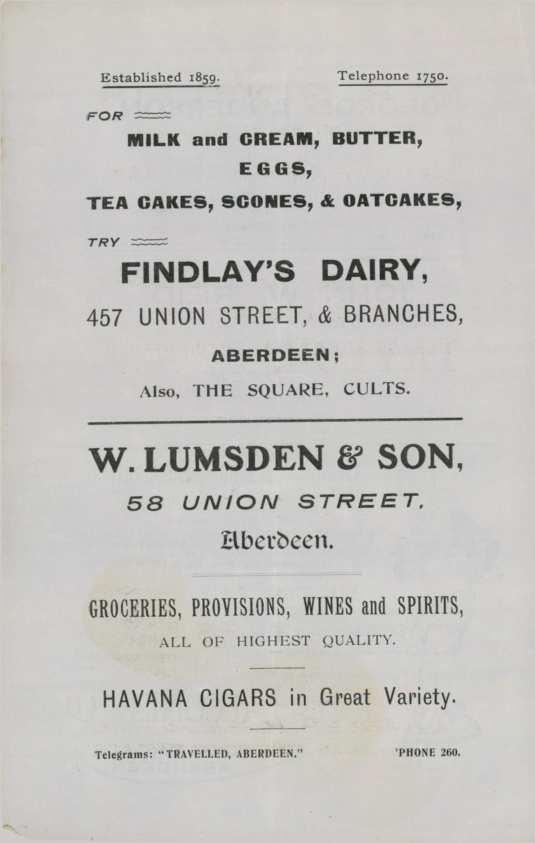 Established 1859. Telephone 1750.
FOR
MILK and CREAM, BUTTER,
EGGS,
TEA CAKES, SCONES, & OATCAKES,
TRY
FINDLAY'S DAIRY,
457 UNION STREET, & BRANCHES,
ABERDEEN;
Also, THE SQUARE, CULTS.
W. LUMSDEN & SON,
58 UNION STREET,
Aberdeen.
GROCERIES, PROVISIONS, WINES and SPIRITS,
ALL OF HIGHEST QUALITY.
HAVANA CIGARS in Great Variety.
Telegrams: "TRAVELLED, ABERDEEN." 'PHONE 260.